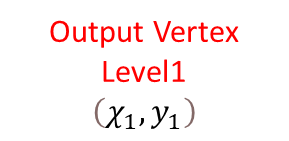 Output Vertex
Level1
(χ₁, y₁)